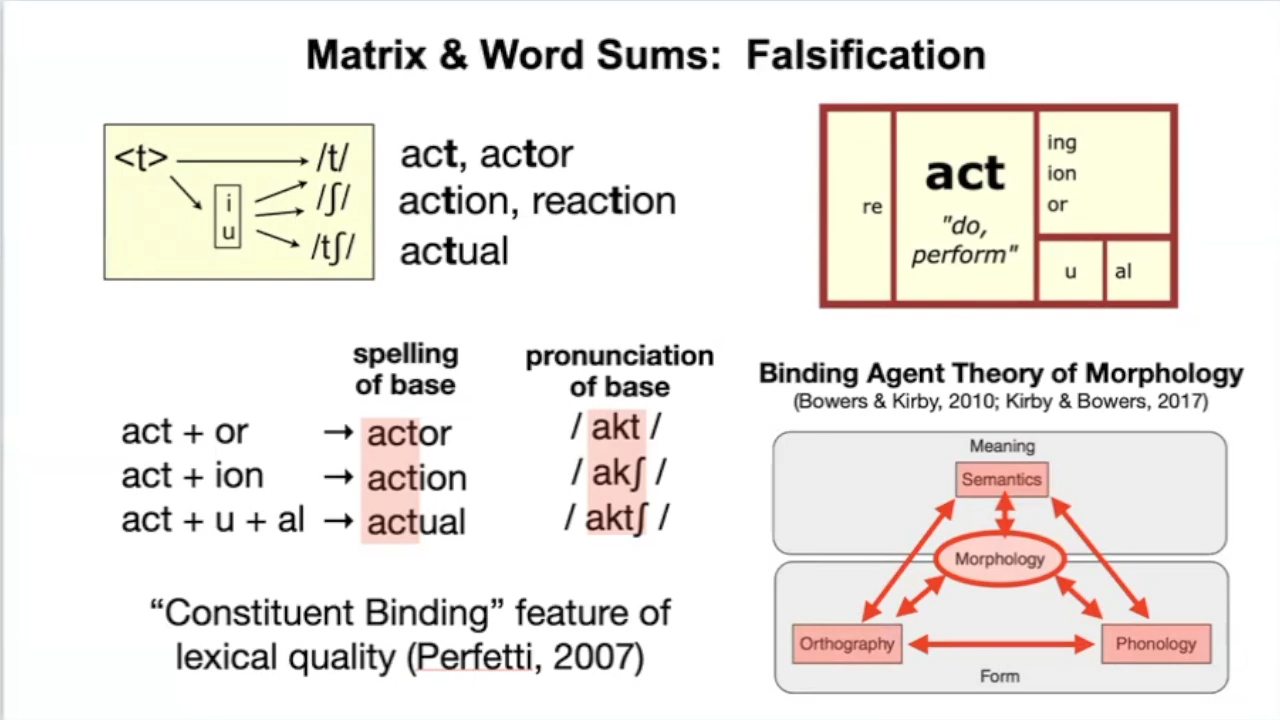 Matrix & Word Sums: Falsification
<t> /t/
i /ʃ/
u /tʃ/
act, actor
action, reaction
actual
re
act
"do,
perform"
ing
ion
or
u al
spelling
of base
pronunciation
of base
act + or → actor / akt /
act + ion → action / akʃ /
act + u + al → actual / aktʃ /
“Constituent Binding” feature of
lexical quality (Perfetti, 2007)
Binding Agent Theory of Morphology
(Bowers & Kirby, 2010; Kirby & Bowers, 2017)
Meaning
Semantics
Morphology
Orthography Phonology
Form